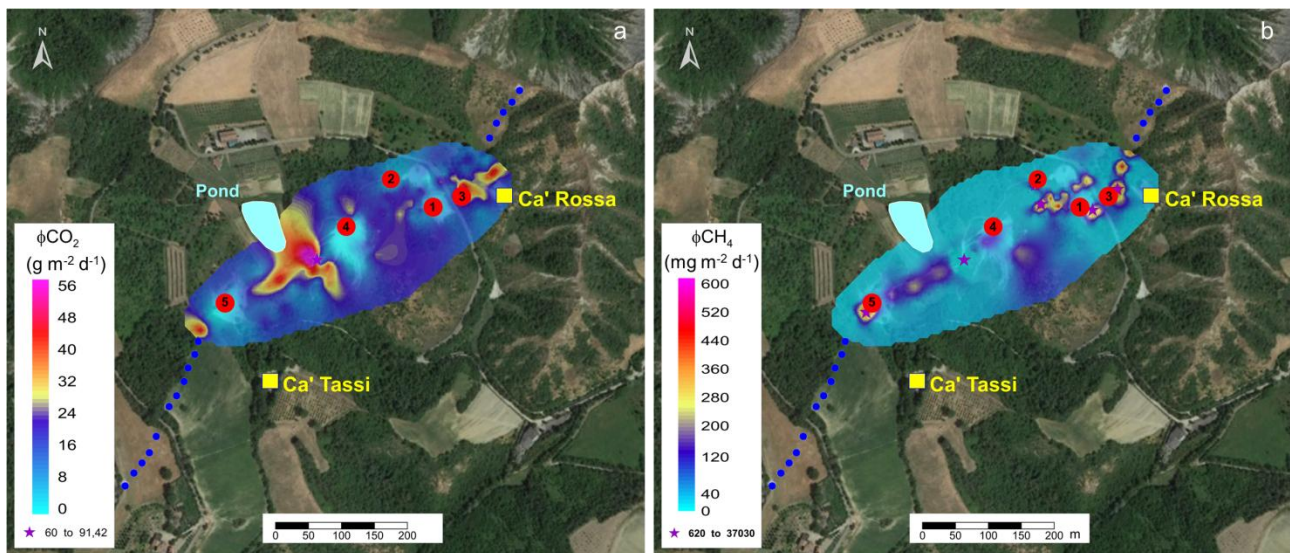 N
a
2
1
3
Pond
Ca' Rossa
4
5
Ca' Tassi
ϕCO₂
(g m⁻² d⁻¹)
56
48
40
32
24
16
8
0
★ 60 to 91,42
0 50 100 200 m
N
b
2
1
3
Pond
Ca' Rossa
4
5
Ca' Tassi
ϕCH₄
(mg m⁻² d⁻¹)
600
520
440
360
280
200
120
40
0
★ 620 to 37030
0 50 100 200 m